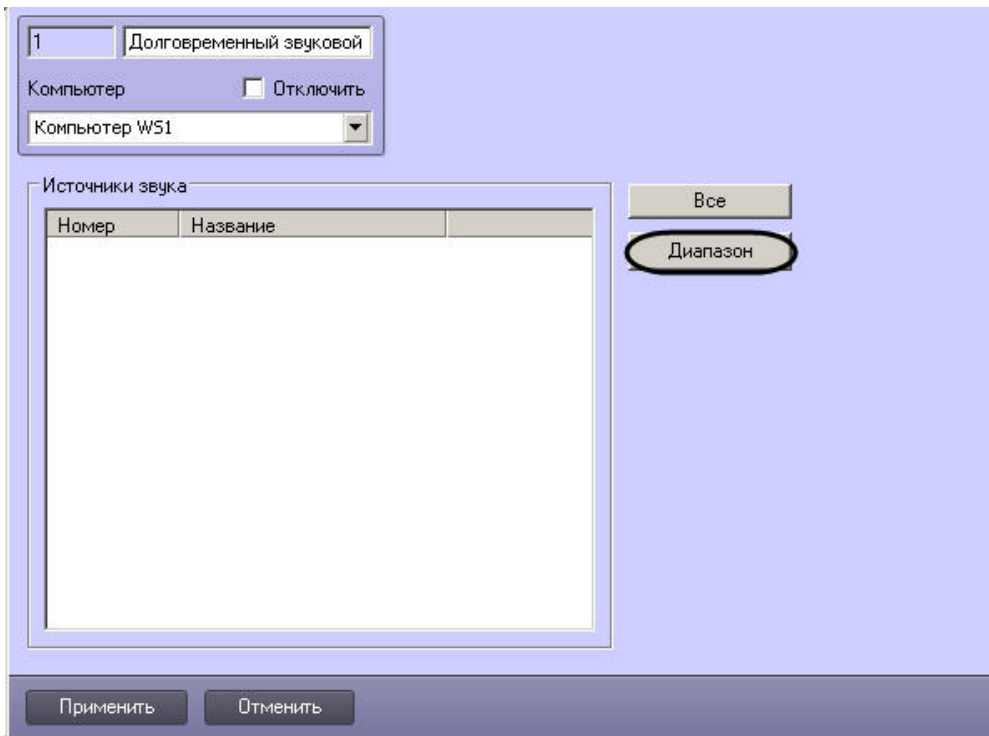 1 Долговременный звуковой
Компьютер Отключить
Компьютер WS1
Источники звука
Все
Номер Название
Диапазон
Применить Отменить